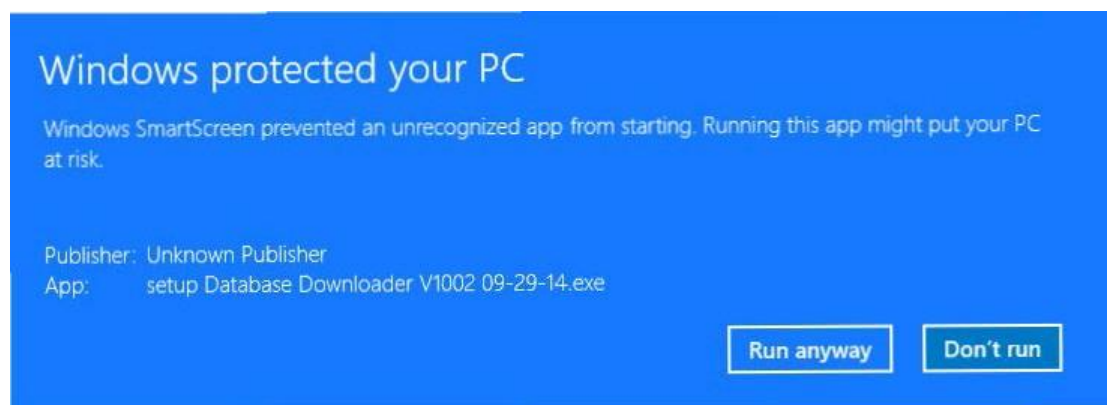 Windows protected your PC
Windows SmartScreen prevented an unrecognized app from starting. Running this app might put your PC
at risk.
Publisher: Unknown Publisher
App: setup Database Downloader V1002 09-29-14.exe
Run anyway
Don't run